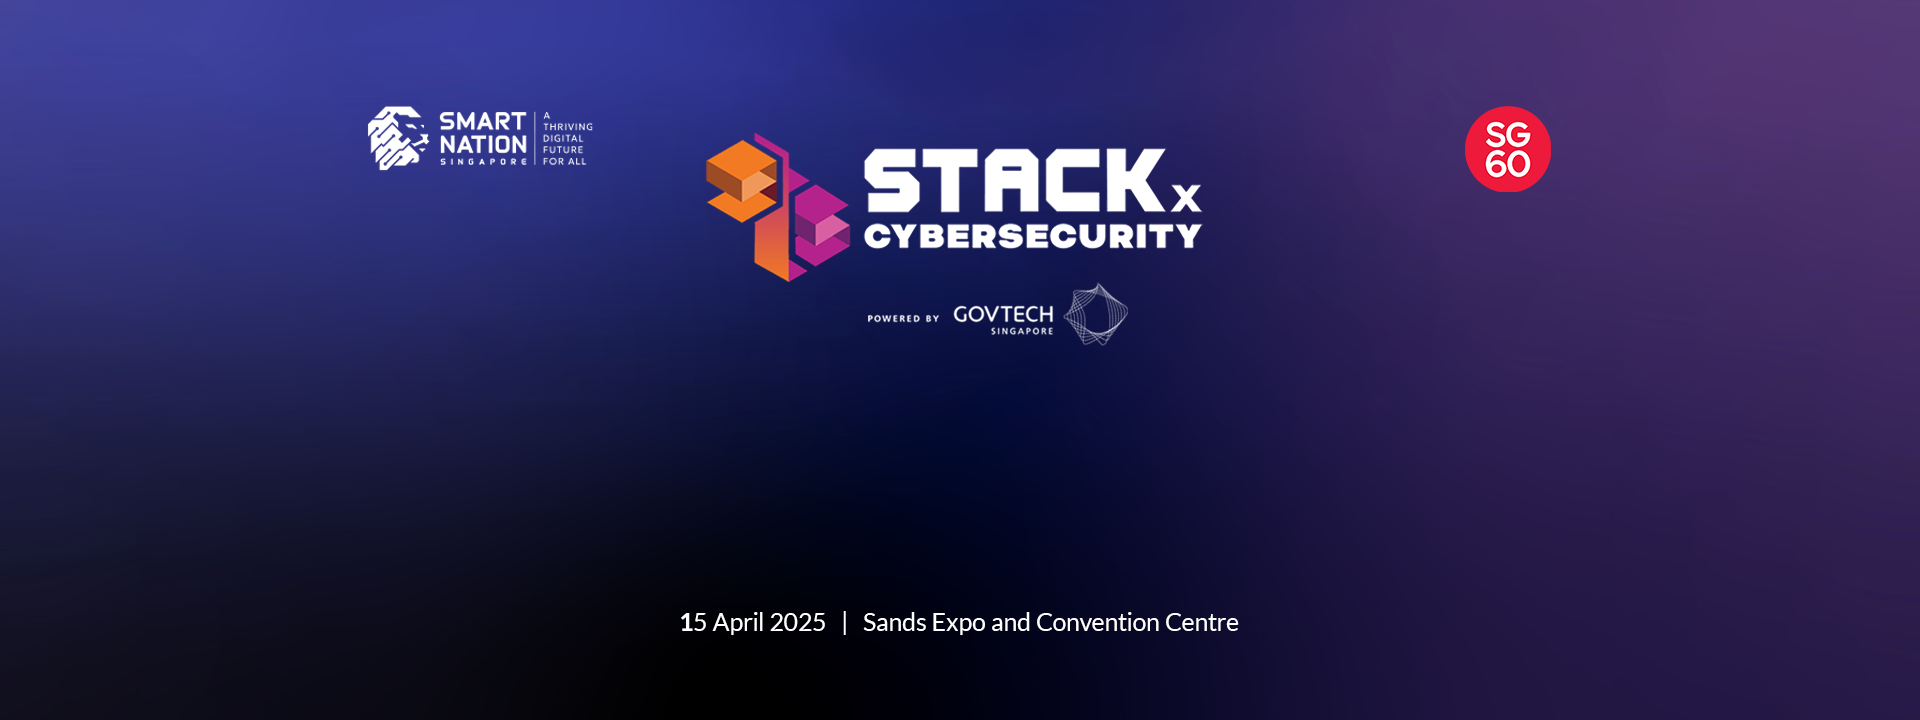 SMART
NATION
SINGAPORE
A
THRIVING
DIGITAL
FUTURE
FOR ALL
STACKx
CYBERSECURITY
POWERED BY
GOVTECH
SINGAPORE
SG
60
15 April 2025 | Sands Expo and Convention Centre